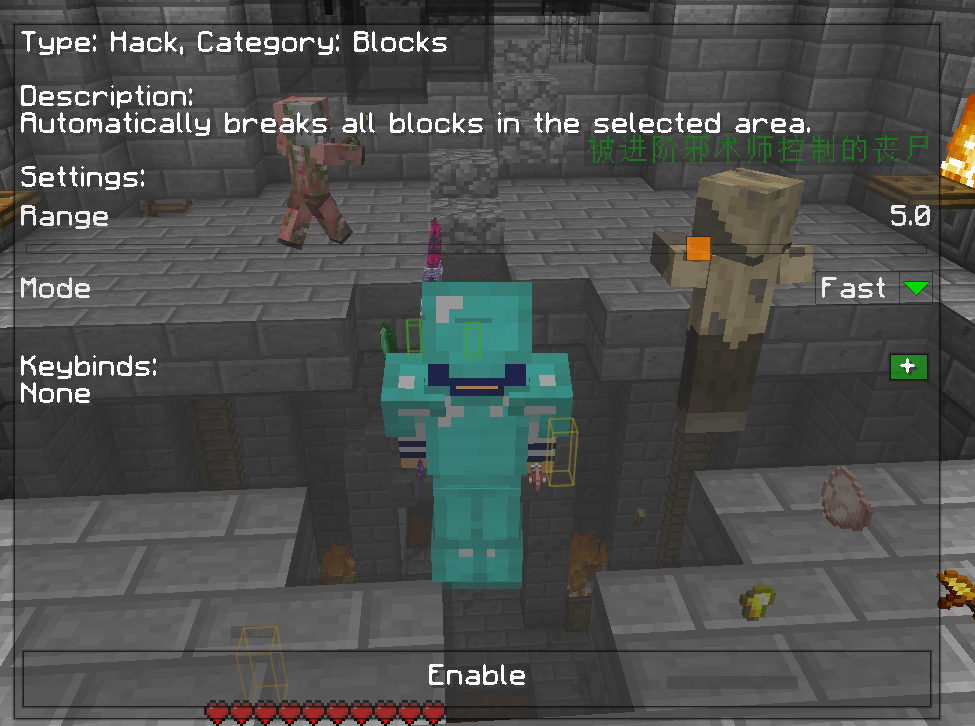 Type: Hack, Category: Blocks
Description:
Automatically breaks all blocks in the selected area.
被进阶邪术师控制的丧尸
Settings:
Range 5.0
Mode Fast
Keybinds: +
None
Enable